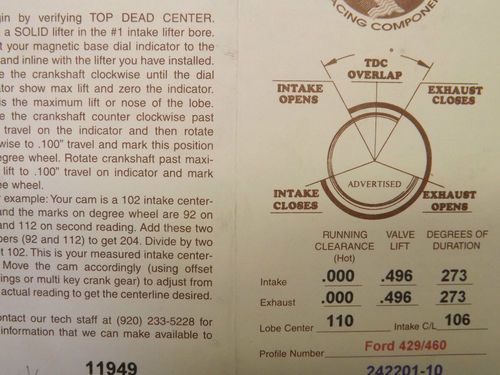 gin by verifying TOP DEAD CENTER.
a SOLID lifter in the #1 intake lifter bore.
t your magnetic base dial indicator to the
and inline with the lifter you have installed.
e the crankshaft clockwise until the dial
ator show max lift and zero the indicator.
is the maximum lift or nose of the lobe.
e the crankshaft counter clockwise past
travel on the indicator and then rotate
wise to .100" travel and mark this position
egree wheel. Rotate crankshaft past maxi-
lift to .100" travel on indicator and mark
ee wheel.
r example: Your cam is a 102 intake center-
and the marks on degree wheel are 92 on
and 112 on second reading. Add these two
bers (92 and 112) to get 204. Divide by two
t 102. This is your measured intake center-
Move the cam accordingly (using offset
ings or multi key crank gear) to adjust from
actual reading to get the centerline desired.
ontact our tech staff at (920) 233-5228 for
information that we can make available to
11949
RACING COMPONEN
TDC
OVERLAP
INTAKE
OPENS
EXHAUST
CLOSES
ADVERTISED
INTAKE
CLOSES
EXHAUST
OPENS
RUNNING VALVE DEGREES OF
CLEARANCE LIFT DURATION
(Hot)
Intake .000 .496 273
Exhaust .000 .496 273
Lobe Center 110 Intake C/L 106
Profile Number Ford 429/460
242201-10